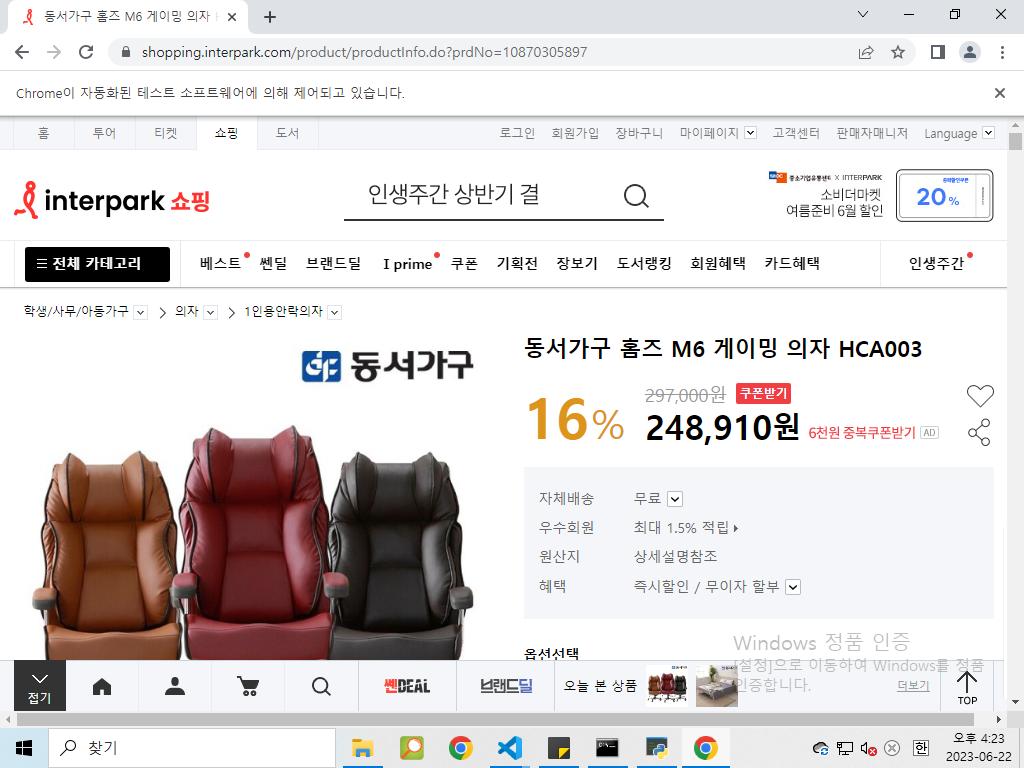 동서가구 홈즈 M6 게이밍 의자 H
shopping.interpark.com/product/productInfo.do?prdNo=10870305897
Chrome이 자동화된 테스트 소프트웨어에 의해 제어되고 있습니다.
홈 투어 티켓 쇼핑 도서 로그인 회원가입 장바구니 마이페이지 고객센터 판매자매니저 Language
interpark 쇼핑
인생주간 상반기 결
중소기업유통센터 X INTERPARK
소비더마켓
여름준비 6월 할인
20%
전체 카테고리 베스트 쎈딜 브랜드딜 I prime 쿠폰 기획전 장보기 도서랭킹 회원혜택 카드혜택 인생주간
학생/사무/아동가구 의자 1인용안락의자
동서가구
동서가구 홈즈 M6 게이밍 의자 HCA003
16%
297,000원 쿠폰받기
248,910원 6천원 중복쿠폰받기 AD
자체배송 무료
우수회원 최대 1.5% 적립
원산지 상세설명참조
혜택 즉시할인 / 무이자 할부
옵션선택
Windows 정품 인증
[설정]으로 이동하여 Windows를 정품
인증합니다.
접기
쎈DEAL
브랜드딜
오늘 본 상품
더보기
TOP
찾기
한
오후 4:23
2023-06-22